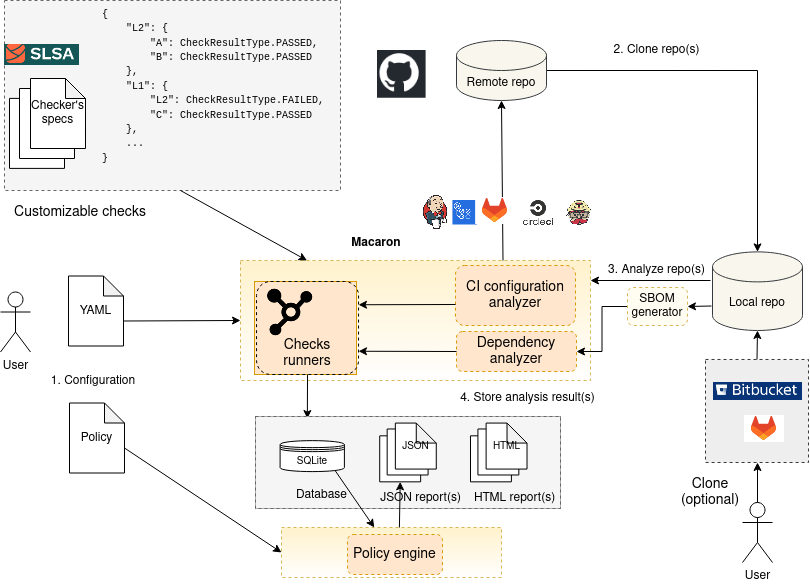 {
"L2": {
"A": CheckResultType.PASSED,
"B": CheckResultType.PASSED
},
"L1": {
"L2": CheckResultType.FAILED,
"C": CheckResultType.PASSED
},
...
}
SLSA
Checker's
specs
Customizable checks
Remote repo
2. Clone repo(s)
circleci
Macaron
CI configuration
analyzer
Dependency
analyzer
Checks
runners
3. Analyze repo(s)
SBOM
generator
Local repo
YAML
User
1. Configuration
Policy
4. Store analysis result(s)
SQLite
Database
JSON
JSON report(s)
HTML
HTML report(s)
Policy engine
Bitbucket
Clone
(optional)
User